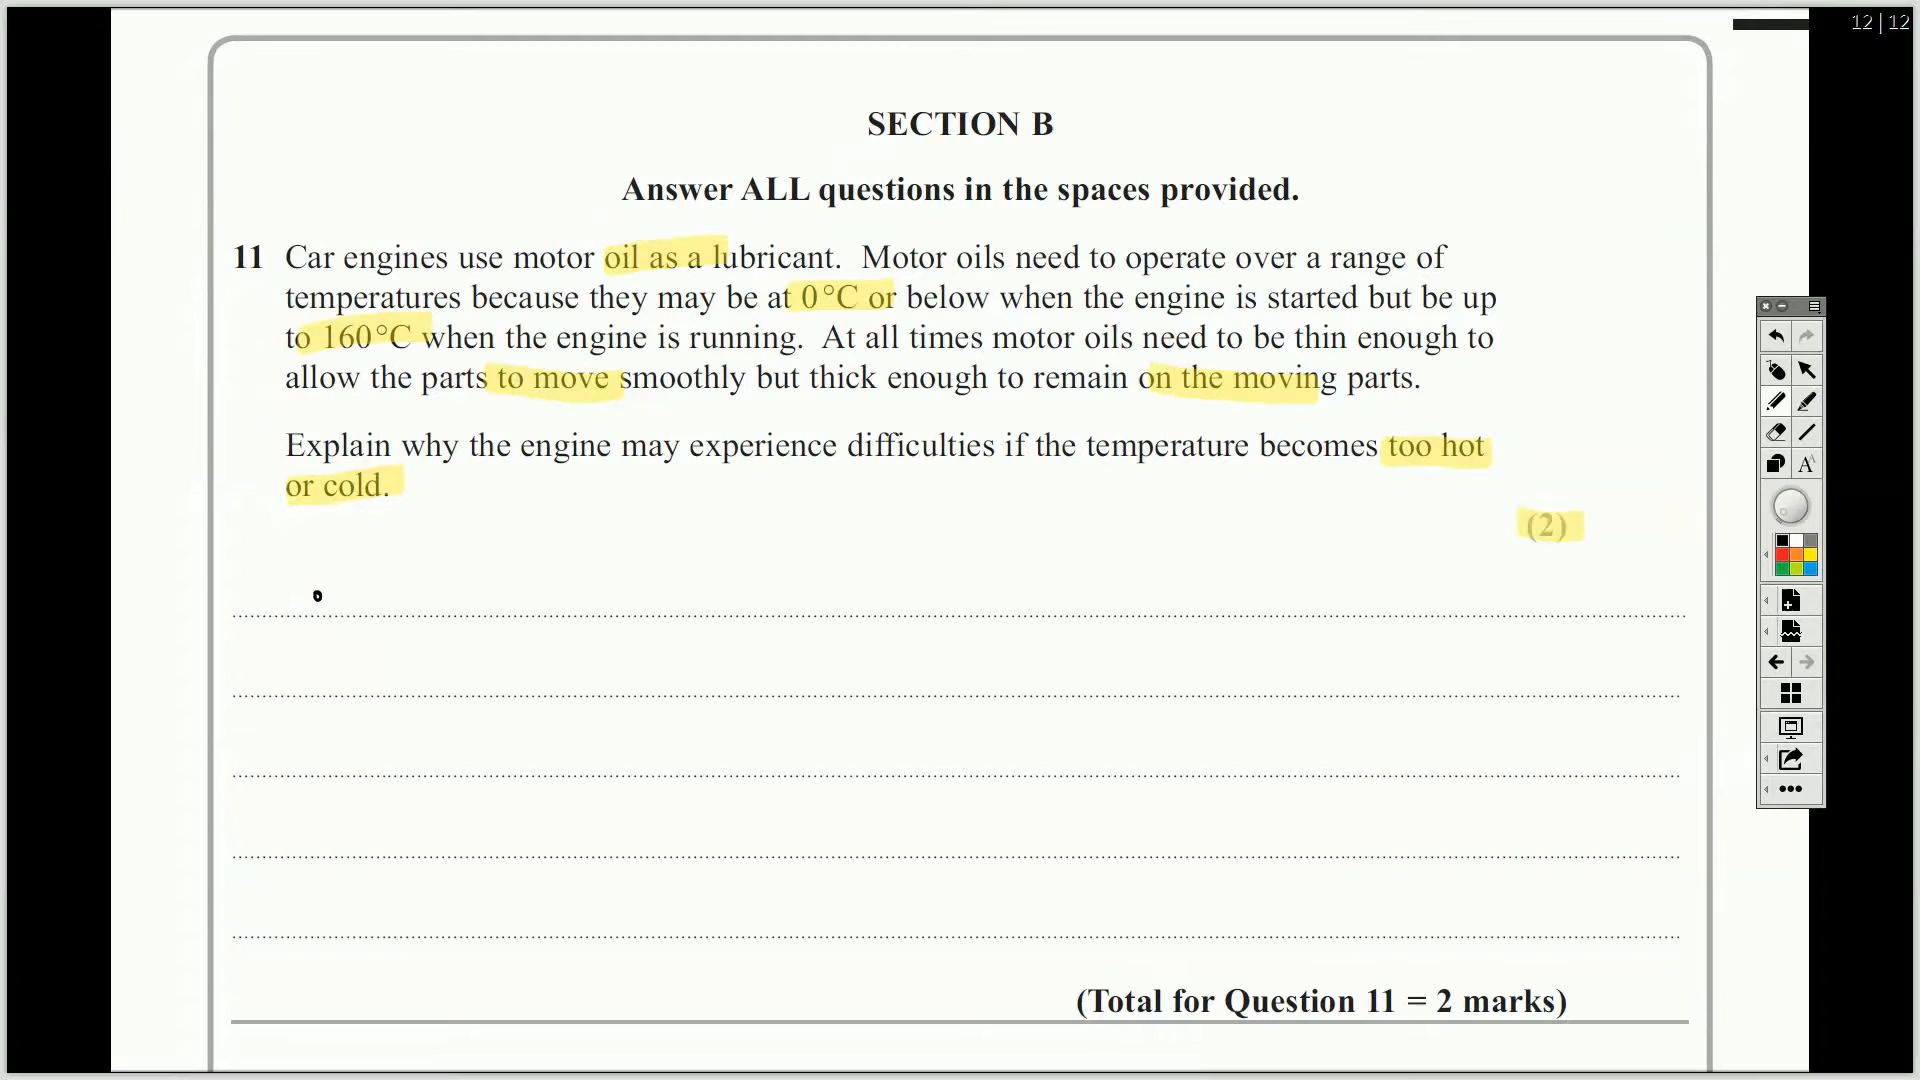 12|12
SECTION B
Answer ALL questions in the spaces provided.
11 Car engines use motor oil as a lubricant. Motor oils need to operate over a range of
temperatures because they may be at 0 °C or below when the engine is started but be up
to 160 °C when the engine is running. At all times motor oils need to be thin enough to
allow the parts to move smoothly but thick enough to remain on the moving parts.
Explain why the engine may experience difficulties if the temperature becomes too hot
or cold.
(2)
(Total for Question 11 = 2 marks)